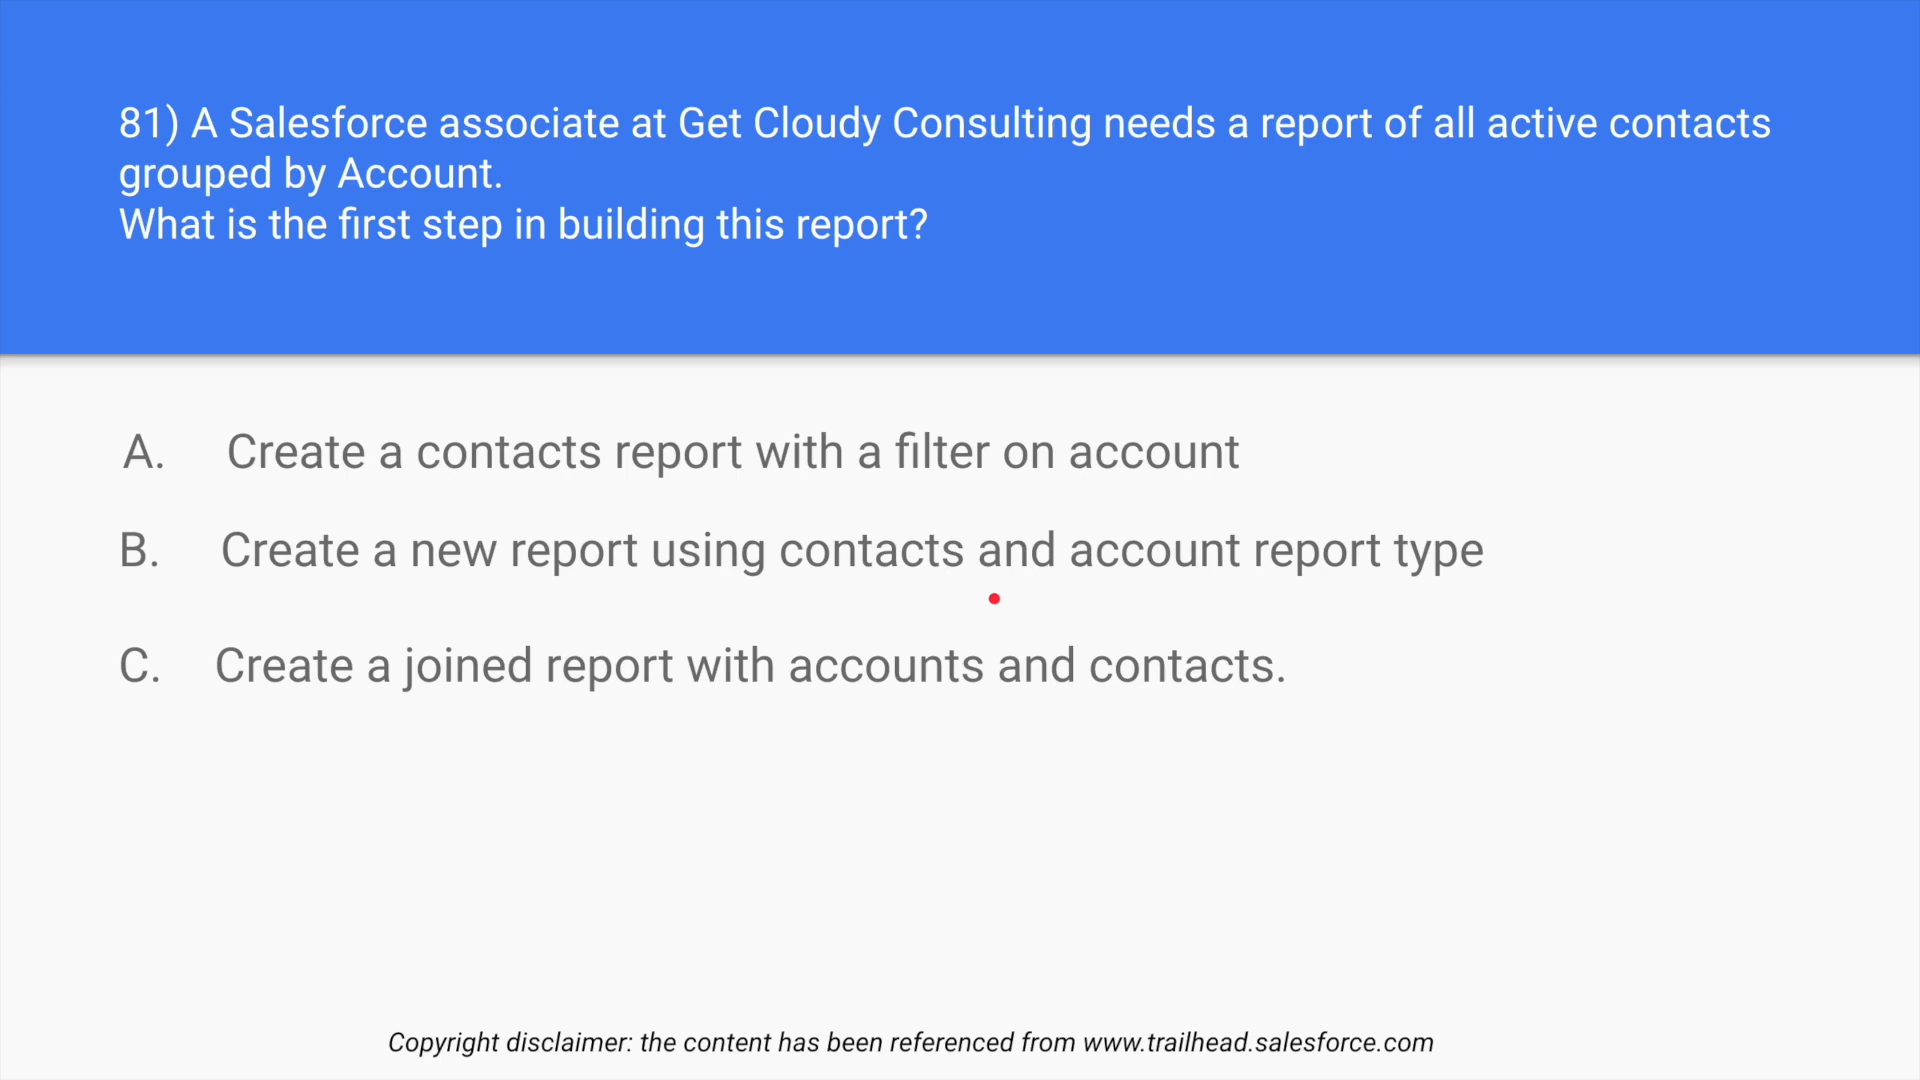 81) A Salesforce associate at Get Cloudy Consulting needs a report of all active contacts
grouped by Account.
What is the first step in building this report?
A. Create a contacts report with a filter on account
B. Create a new report using contacts and account report type
C. Create a joined report with accounts and contacts.
Copyright disclaimer: the content has been referenced from www.trailhead.salesforce.com